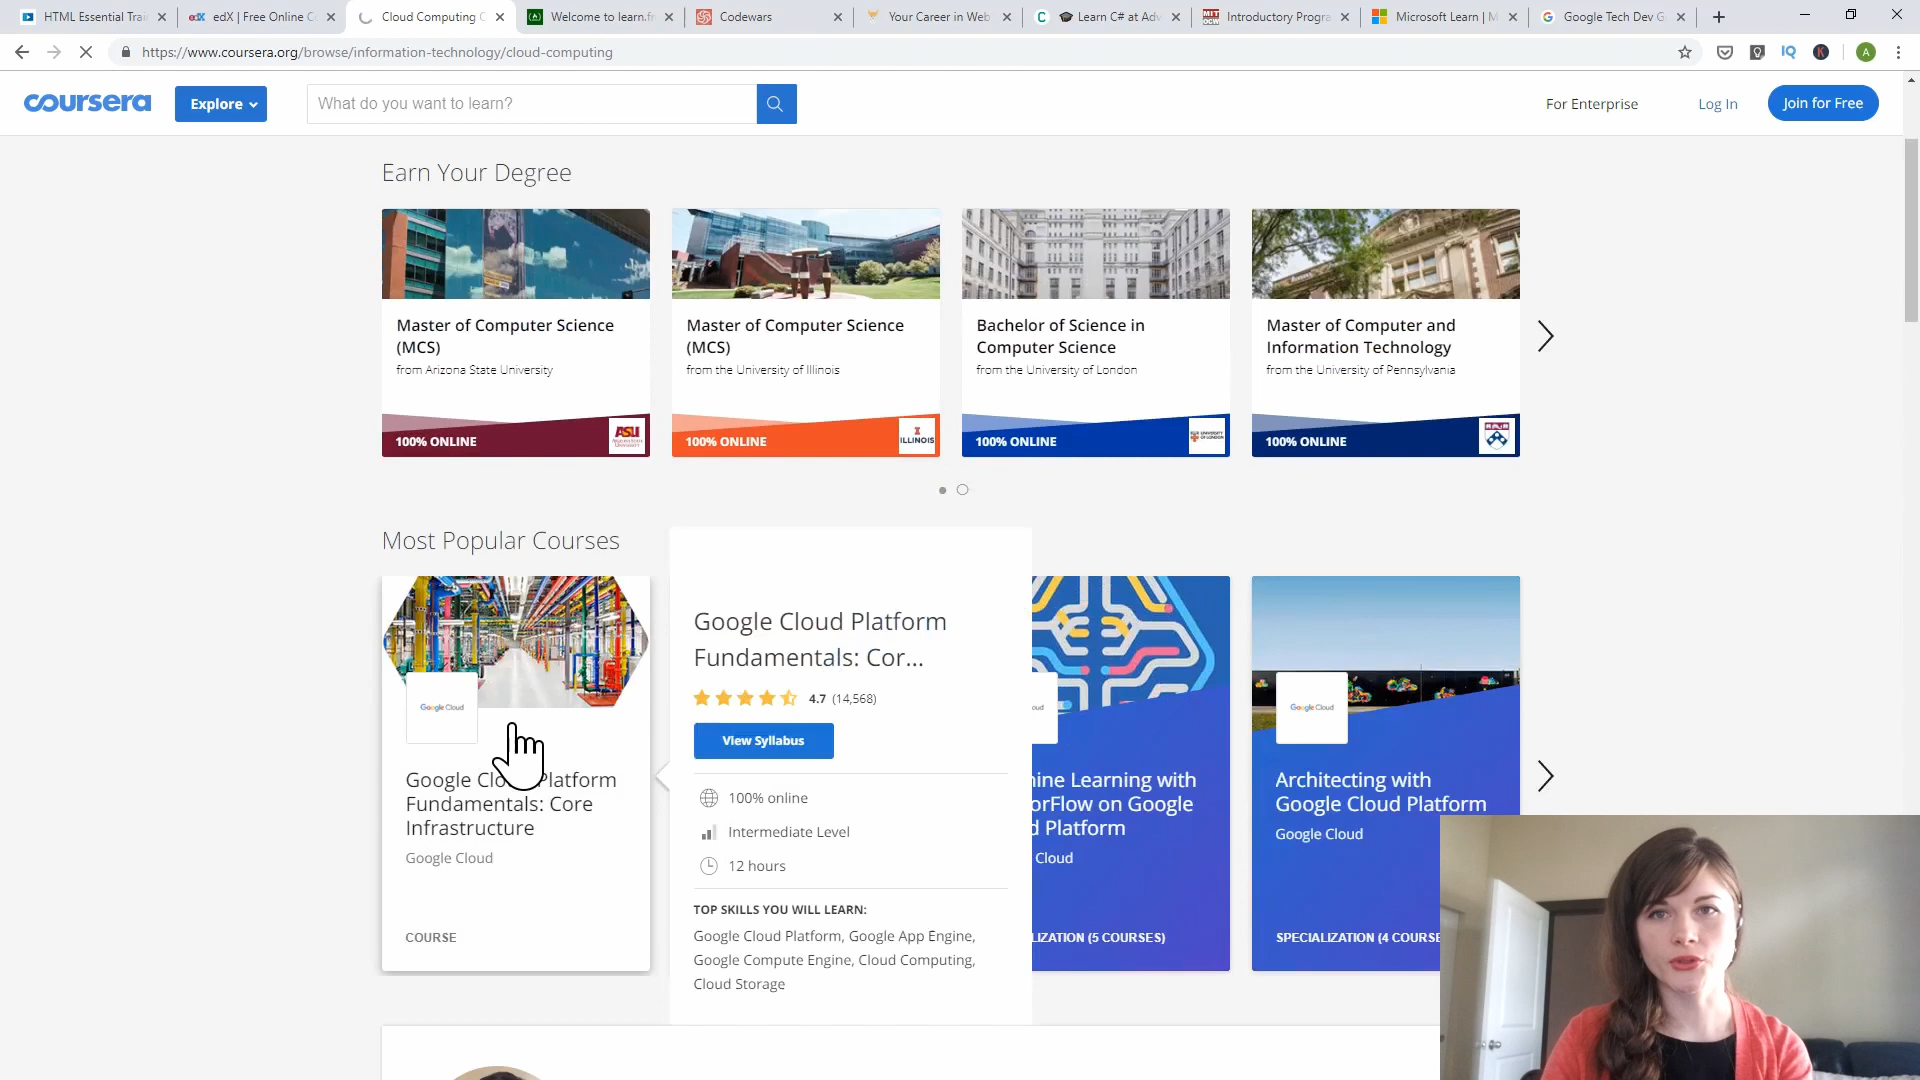 HTML Essential Trai
edX | Free Online C
Cloud Computing C
Welcome to learn.fr
Codewars
Your Career in Web
Learn C# at Adv
Introductory Progra
Microsoft Learn | M
Google Tech Dev G
https://www.coursera.org/browse/information-technology/cloud-computing
IQ
K
A
coursera
Explore
What do you want to learn?
For Enterprise
Log In
Join for Free
Earn Your Degree
Master of Computer Science
(MCS)
from Arizona State University
100% ONLINE
ASU
Master of Computer Science
(MCS)
from the University of Illinois
100% ONLINE
I
ILLINOIS
Bachelor of Science in
Computer Science
from the University of London
100% ONLINE
UNIVERSITY
OF LONDON
Master of Computer and
Information Technology
from the University of Pennsylvania
100% ONLINE
Most Popular Courses
Google Cloud
Google Clo Platform
Fundamentals: Core
Infrastructure
Google Cloud
COURSE
Google Cloud Platform
Fundamentals: Cor...
4.7 (14,568)
View Syllabus
100% online
Intermediate Level
12 hours
TOP SKILLS YOU WILL LEARN:
Google Cloud Platform, Google App Engine,
Google Compute Engine, Cloud Computing,
Cloud Storage
oud
ine Learning with
orFlow on Google
d Platform
Cloud
LIZATION (5 COURSES)
Google Cloud
Architecting with
Google Cloud Platform
Google Cloud
SPECIALIZATION (4 COURSE